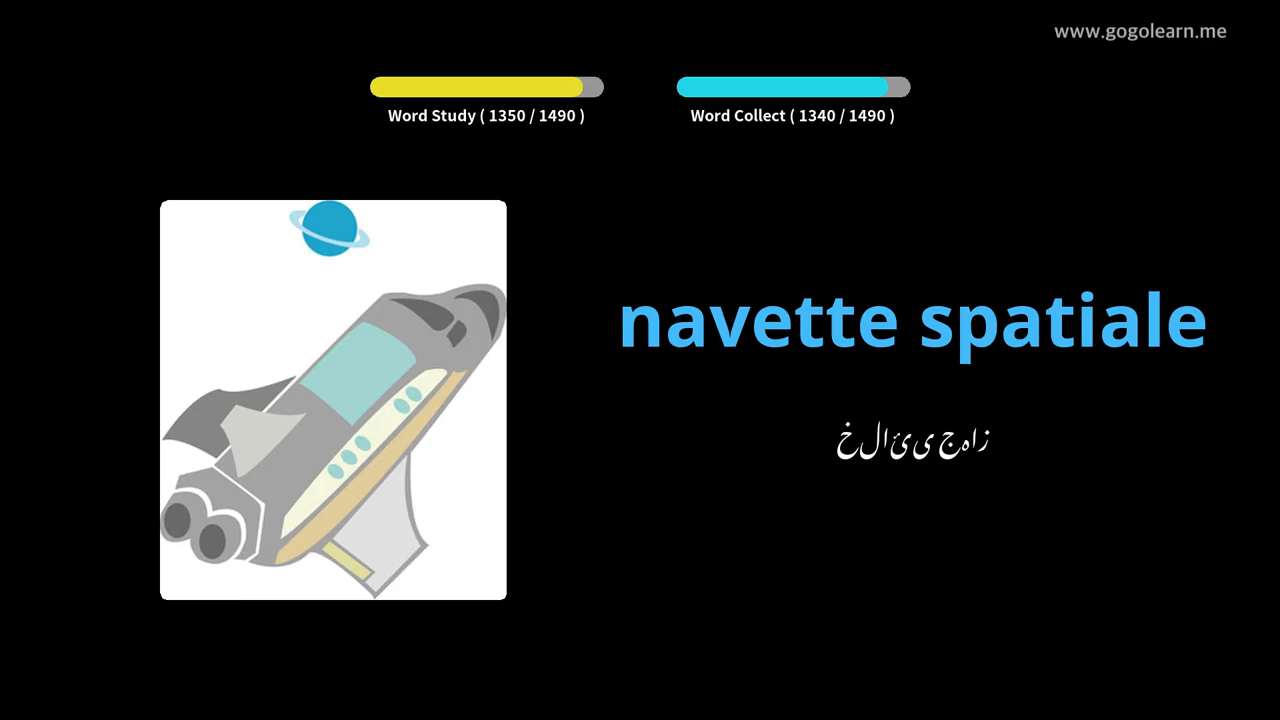 www.gogolearn.me
Word Study ( 1350 / 1490 )
Word Collect ( 1340 / 1490 )
navette spatiale
خلائی جہاز